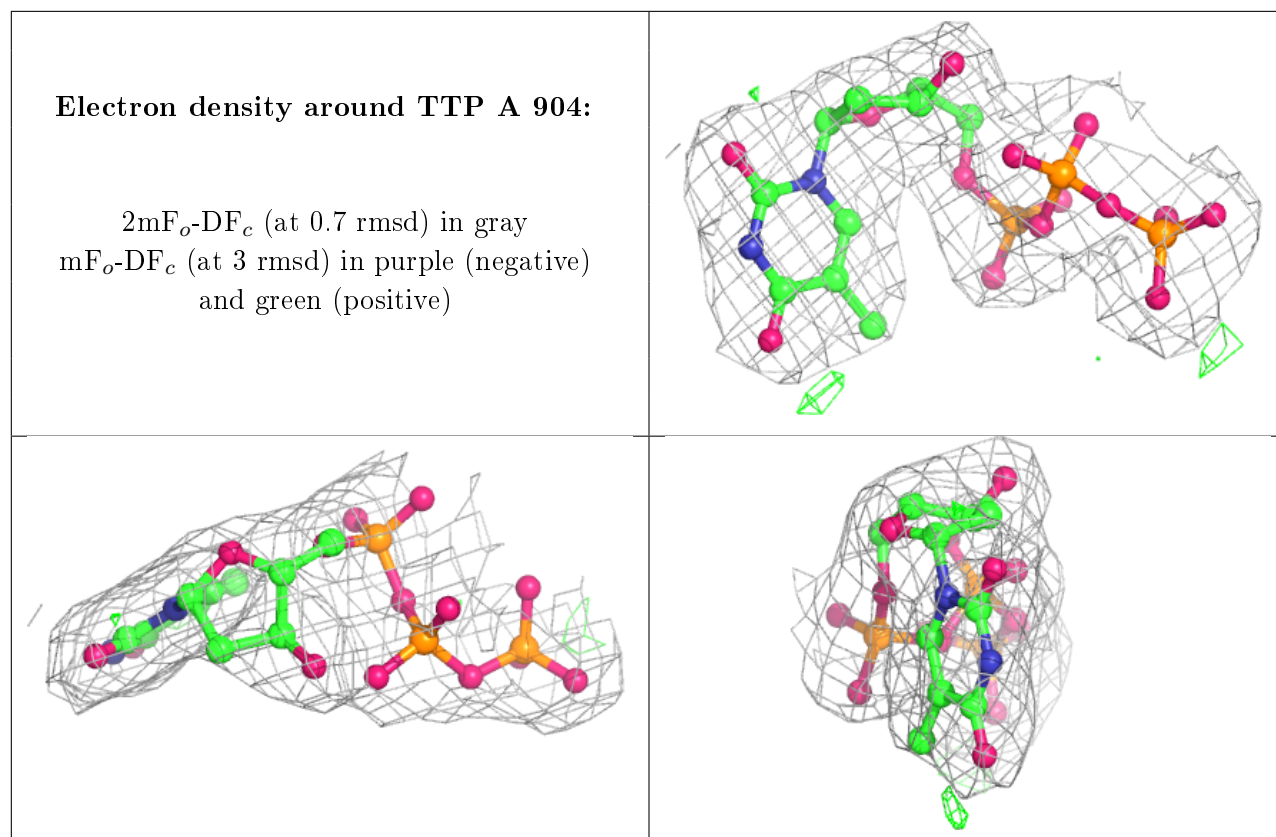 Electron density around TTP A 904:
2mFo-DFc (at 0.7 rmsd) in gray
mFo-DFc (at 3 rmsd) in purple (negative)
and green (positive)